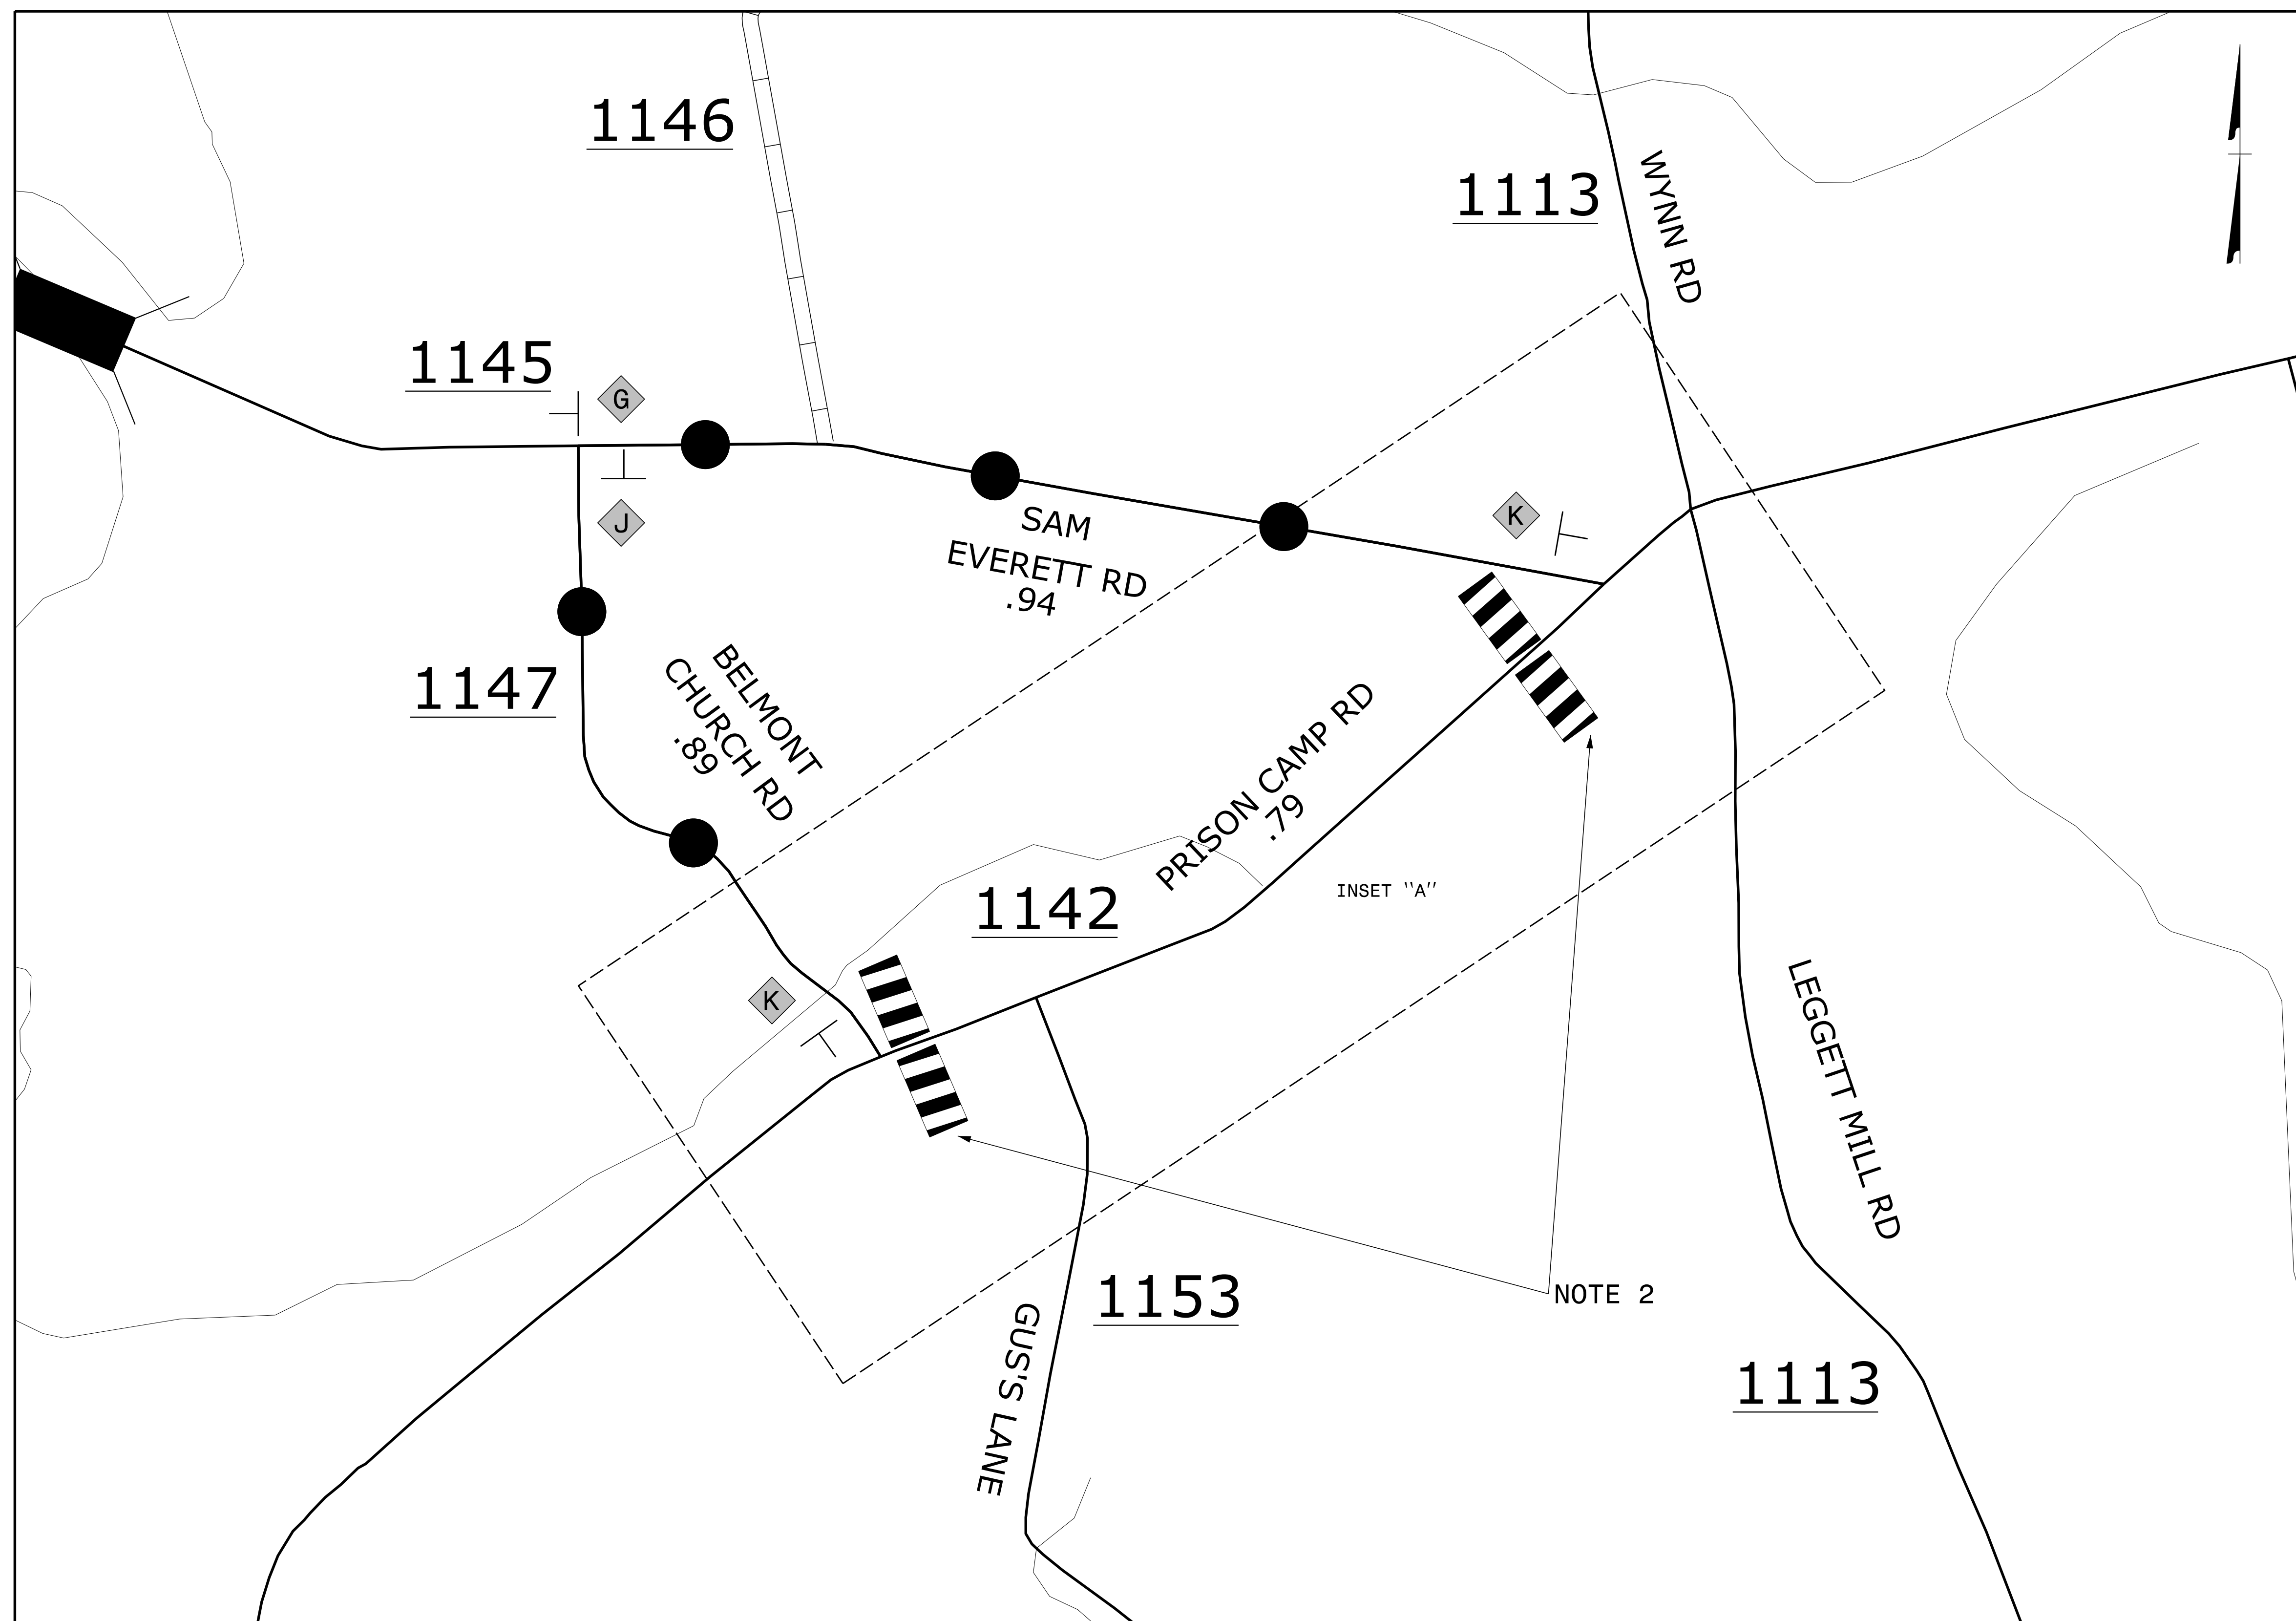 1146
1113
WYNN RD
1145
G
J
K
SAM
EVERETT RD
.94
1147
BELMONT
CHURCH RD
.89
PRISON CAMP RD
.79
INSET "A"
1142
K
LEGGETT MILL RD
1153
NOTE 2
GUS'S LANE
1113